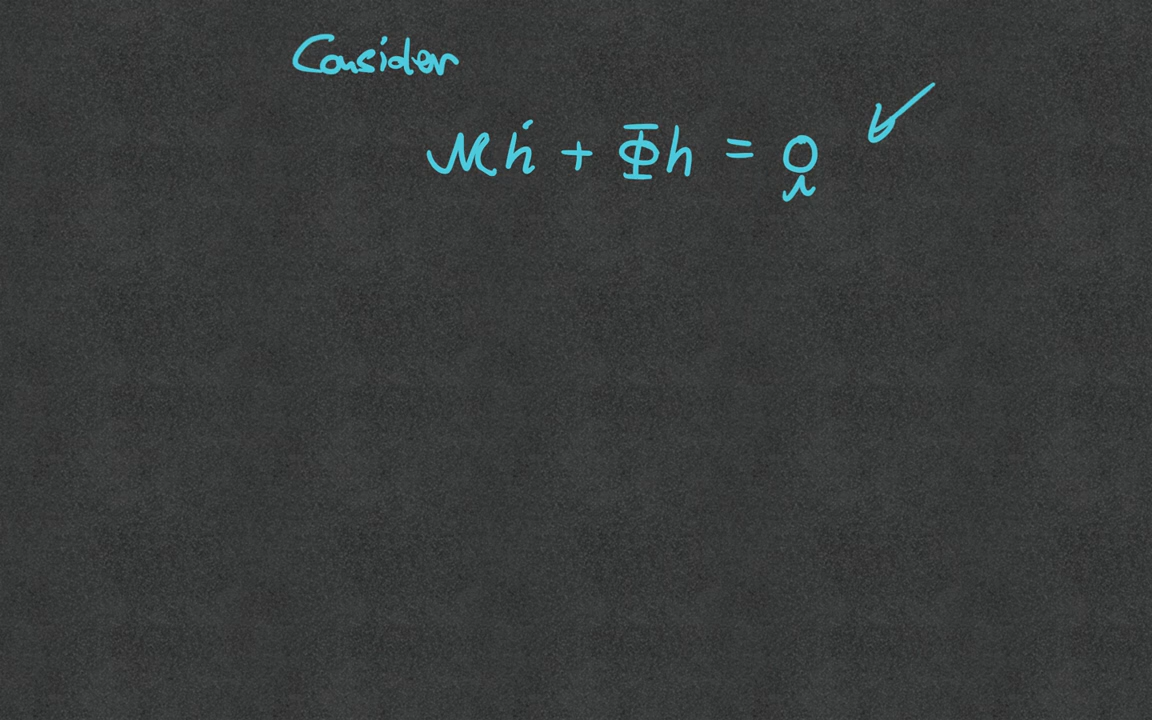 Consider
Mḣ + Φh = 0̰